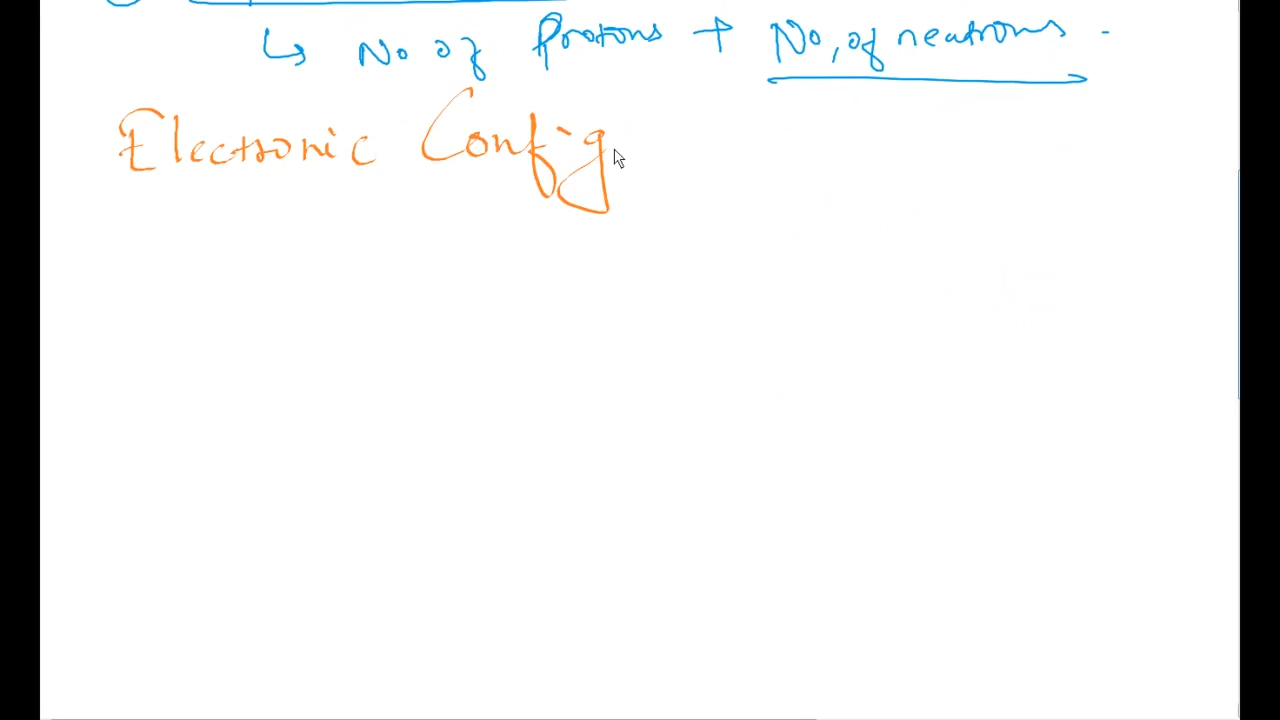 ↳ No of Protons + No, of neutrons.
Electronic Config